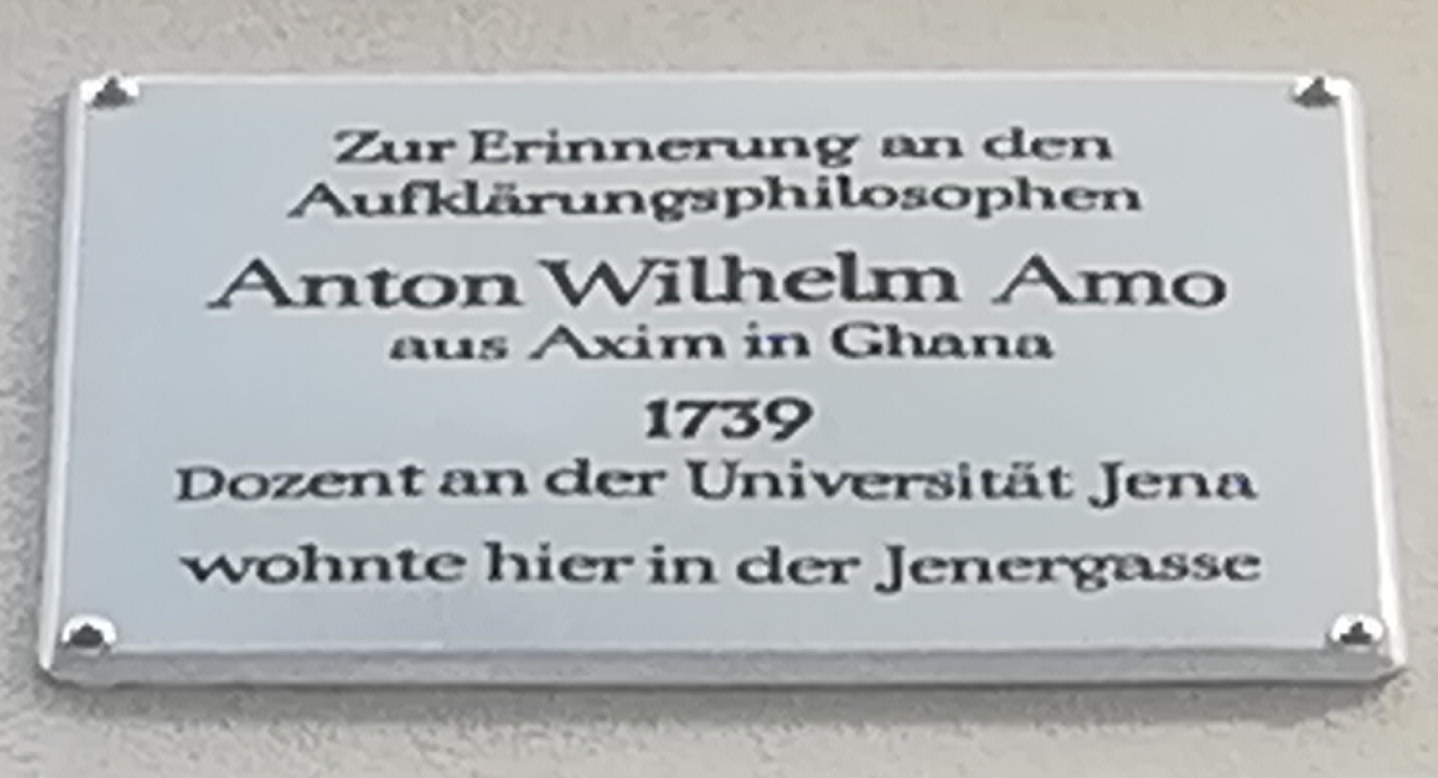 Zur Erinnerung an den
Aufklärungsphilosophen
Anton Wilhelm Amo
aus Axim in Ghana
1739
Dozent an der Universität Jena
wohnte hier in der Jenergasse